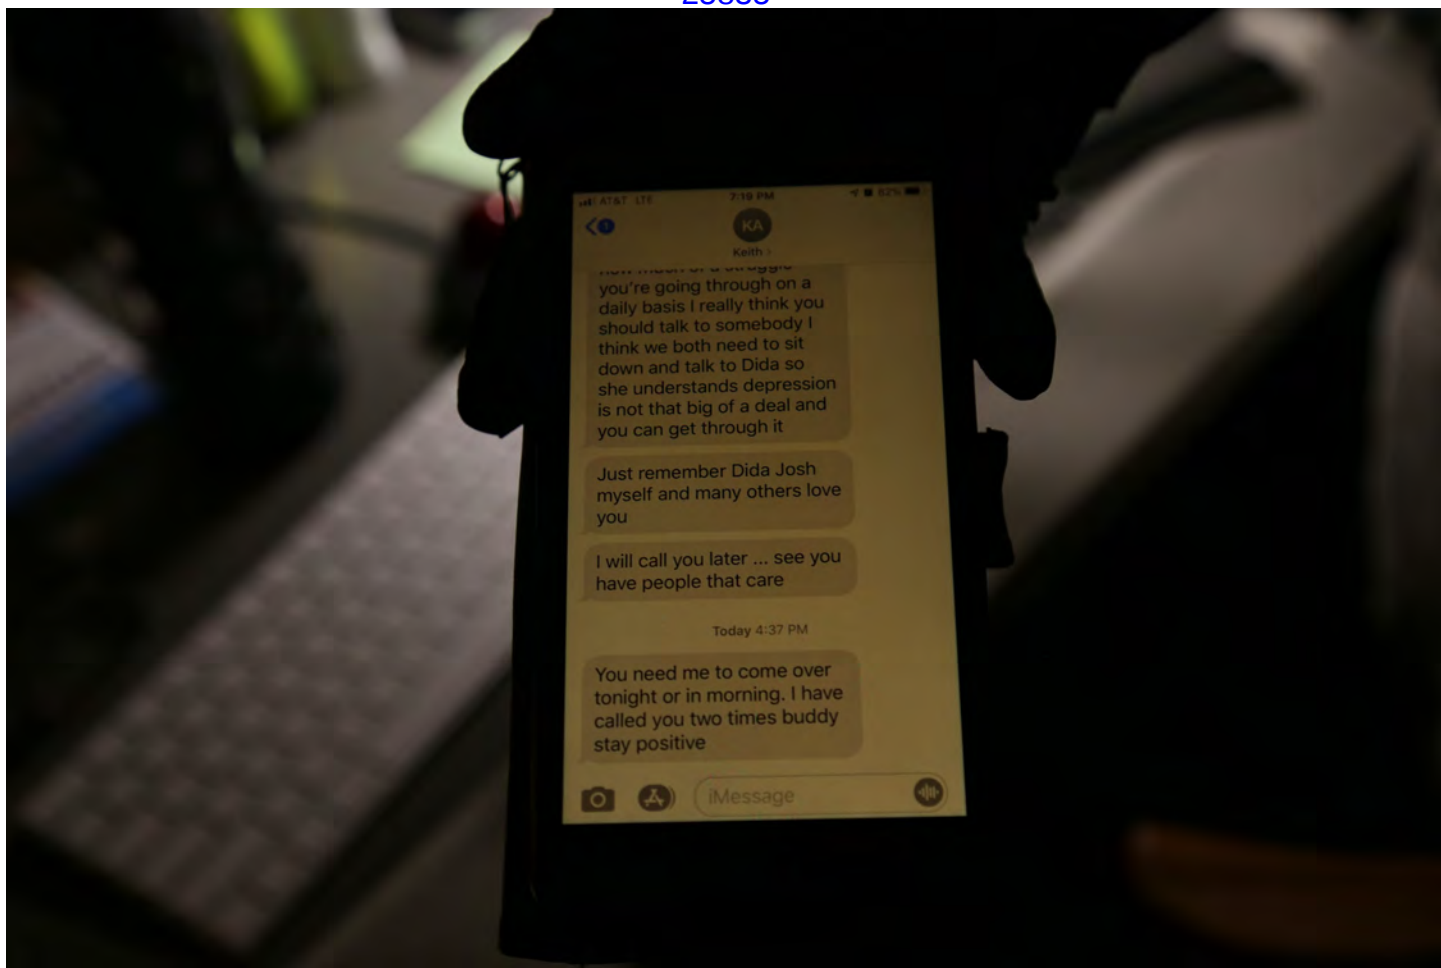 AT&T LTE 7:19 PM 82%
1
KA
Keith >
you're going through on a
daily basis I really think you
should talk to somebody I
think we both need to sit
down and talk to Dida so
she understands depression
is not that big of a deal and
you can get through it
Just remember Dida Josh
myself and many others love
you
I will call you later ... see you
have people that care
Today 4:37 PM
You need me to come over
tonight or in morning. I have
called you two times buddy
stay positive
iMessage